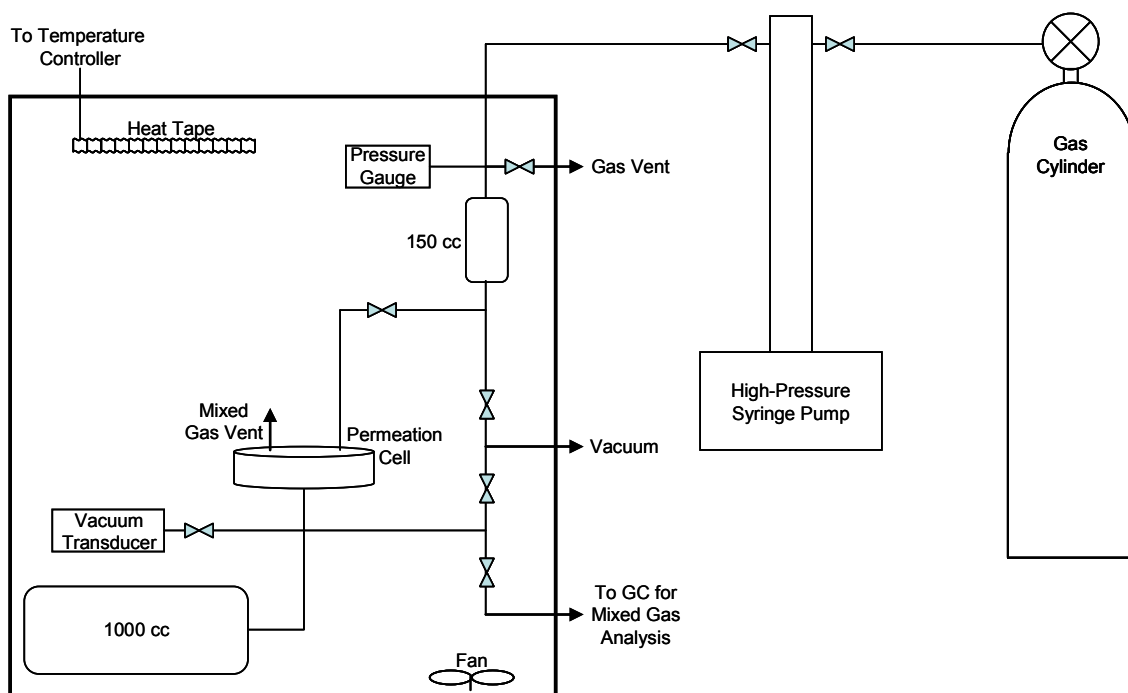 To Temperature
Controller
Heat Tape
Pressure
Gauge
Gas Vent
Gas
Cylinder
150 cc
High-Pressure
Syringe Pump
Mixed
Gas Vent
Permeation
Cell
Vacuum
Vacuum
Transducer
To GC for
Mixed Gas
Analysis
1000 cc
Fan